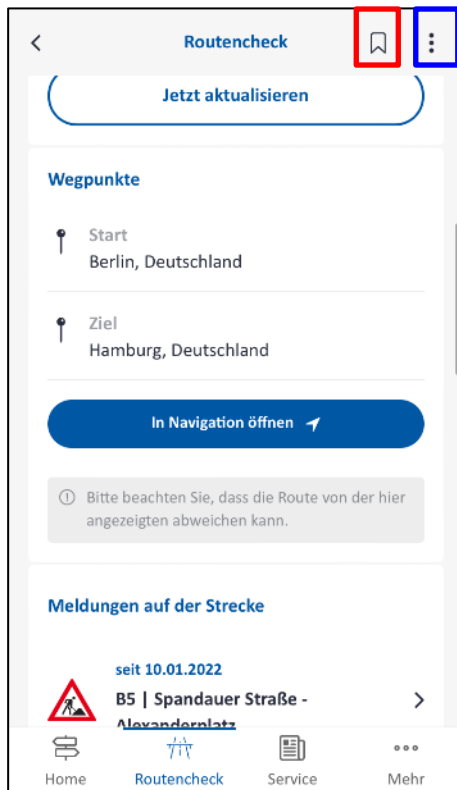 Routencheck
Jetzt aktualisieren
Wegpunkte
Start
Berlin, Deutschland
Ziel
Hamburg, Deutschland
In Navigation öffnen
Bitte beachten Sie, dass die Route von der hier
angezeigten abweichen kann.
Meldungen auf der Strecke
seit 10.01.2022
B5 | Spandauer Straße -
Alexanderplatz
Home Routencheck Service Mehr